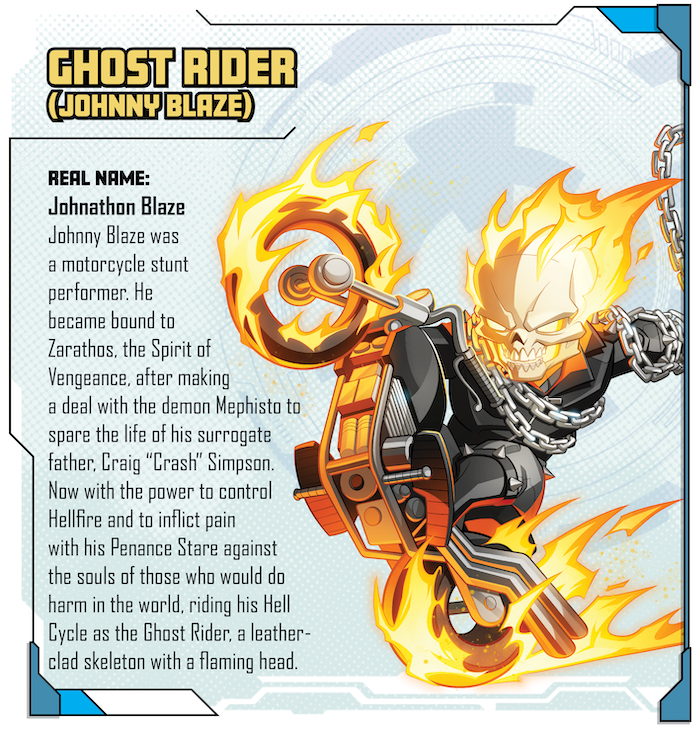 GHOST RIDER
(JOHNNY BLAZE)
REAL NAME:
Johnathon Blaze
Johnny Blaze was
a motorcycle stunt
performer. He
became bound to
Zarathos, the Spirit of
Vengeance, after making
a deal with the demon Mephisto to
spare the life of his surrogate
father, Craig “Crash” Simpson.
Now with the power to control
Hellfire and to inflict pain
with his Penance Stare against
the souls of those who would do
harm in the world, riding his Hell
Cycle as the Ghost Rider, a leather-
clad skeleton with a flaming head.